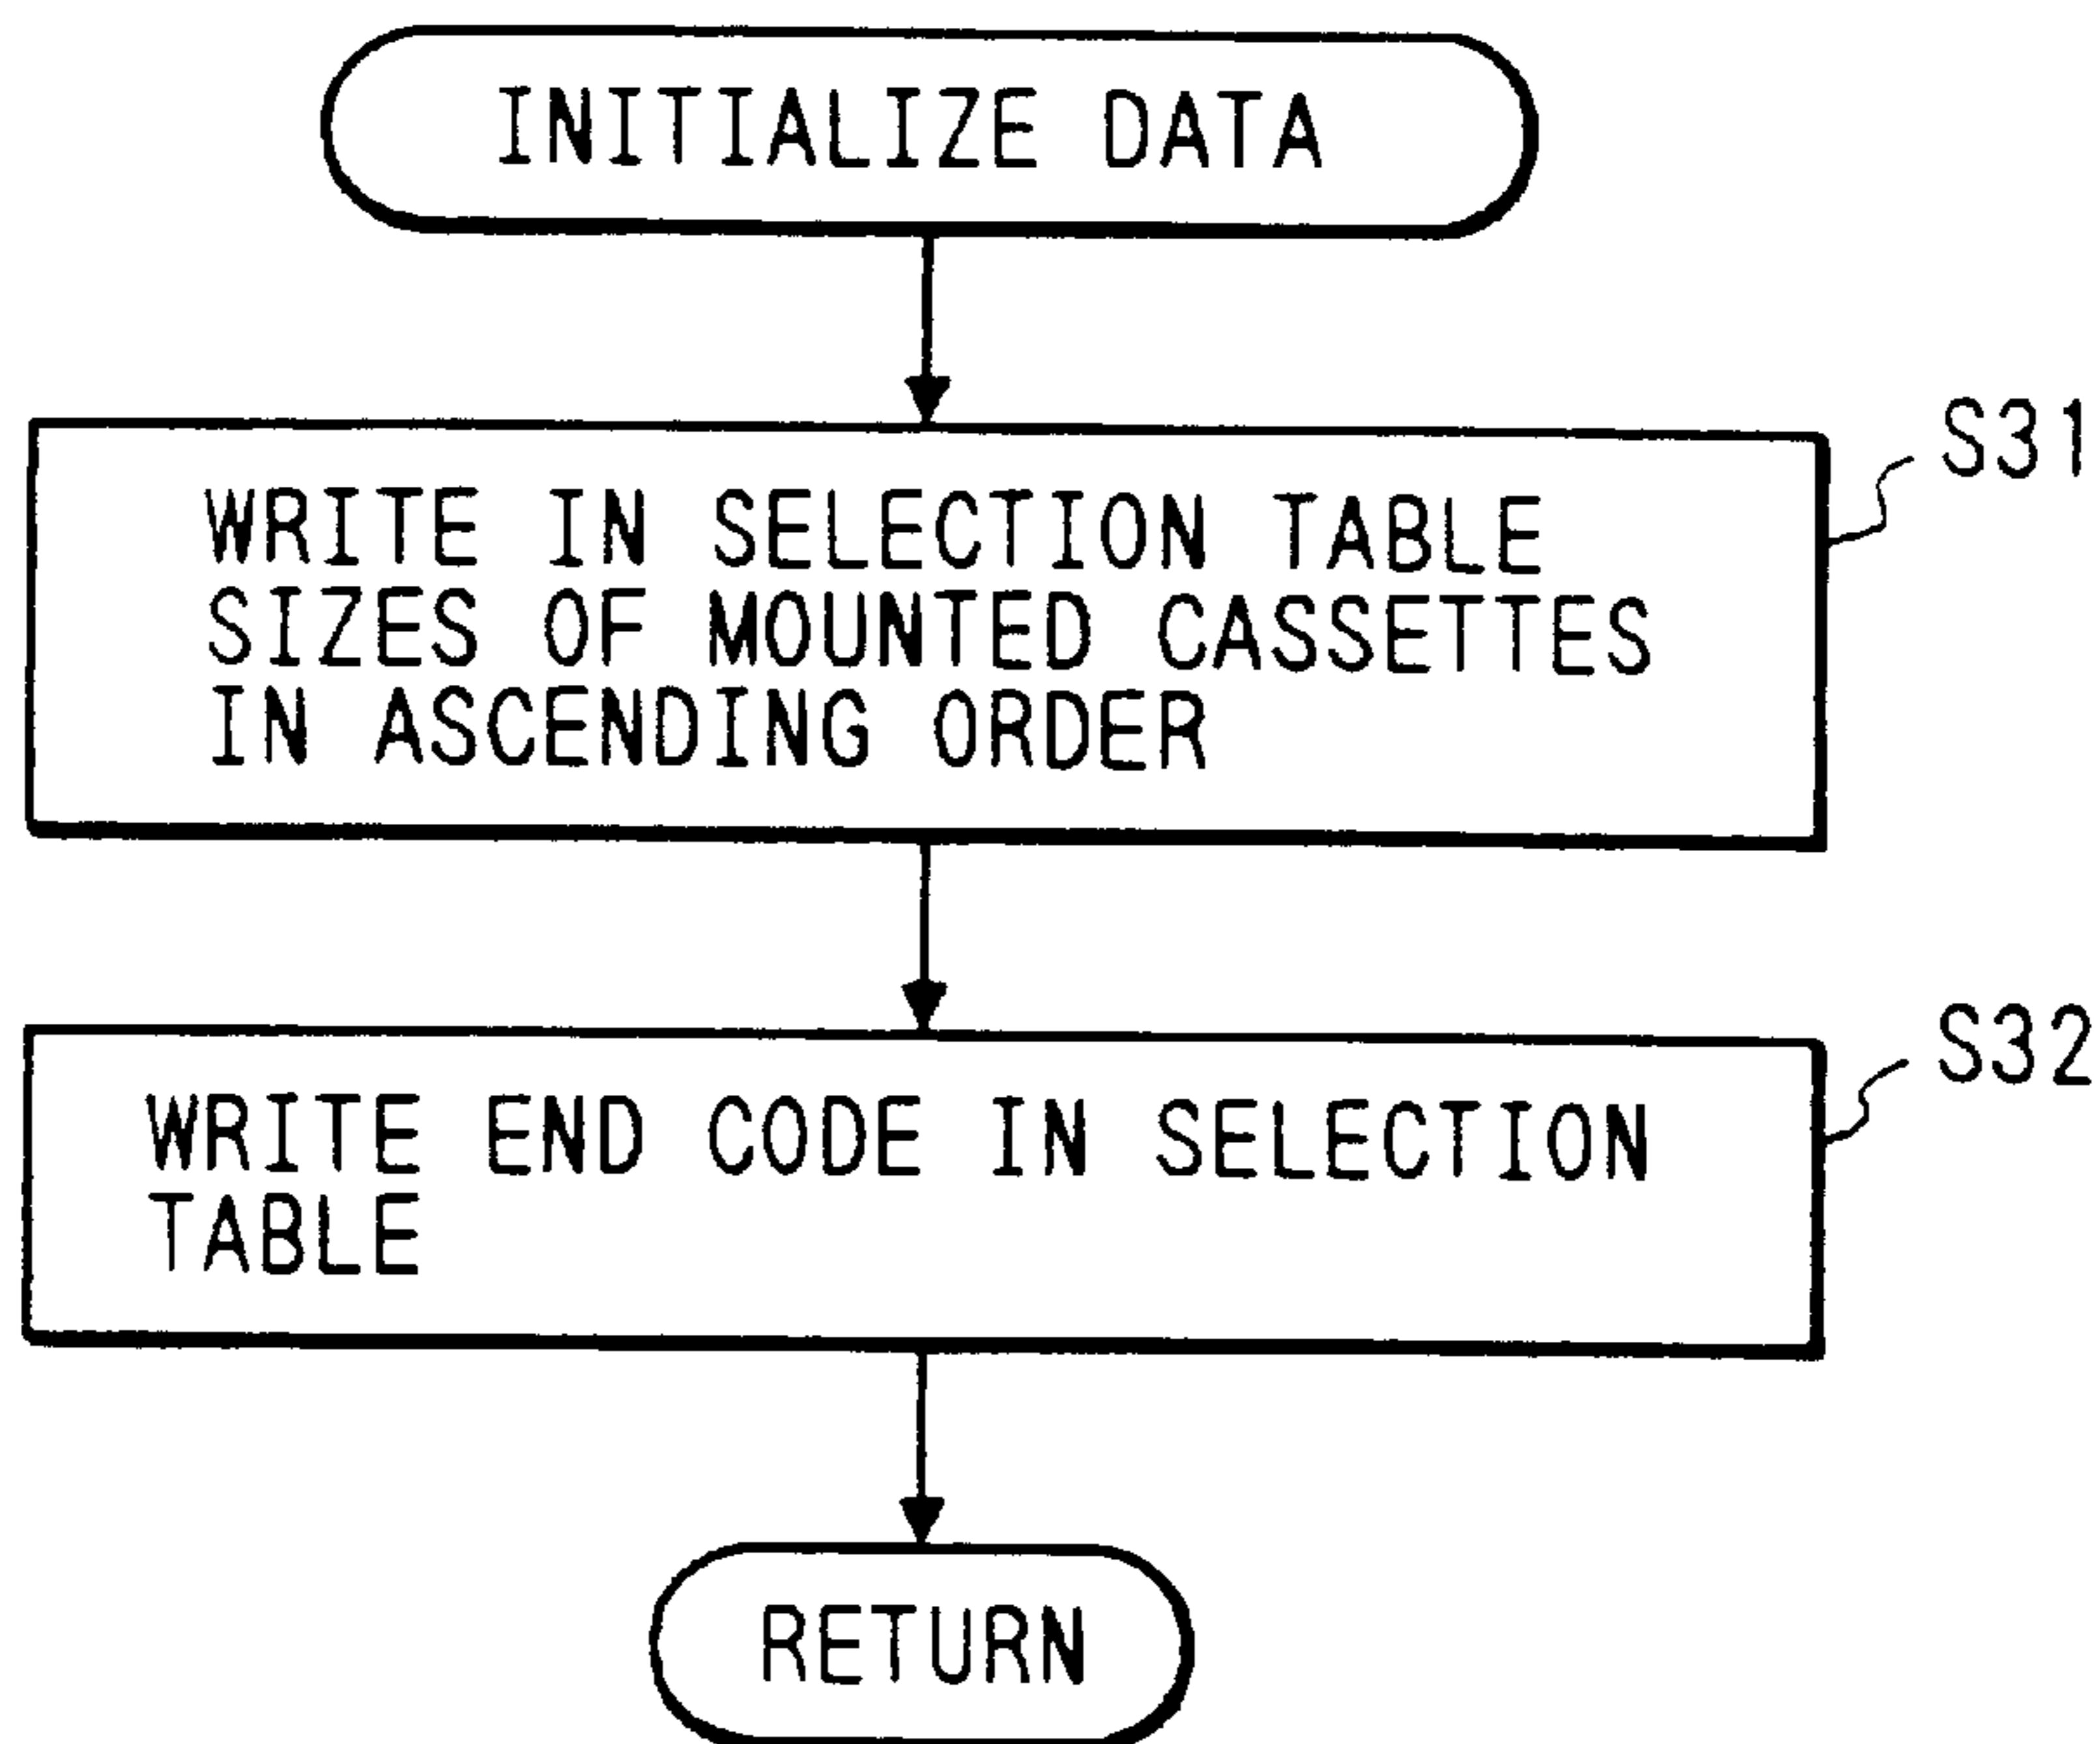 INITIALIZE DATA
S31
WRITE IN SELECTION TABLE
SIZES OF MOUNTED CASSETTES
IN ASCENDING ORDER
S32
WRITE END CODE IN SELECTION
TABLE
RETURN